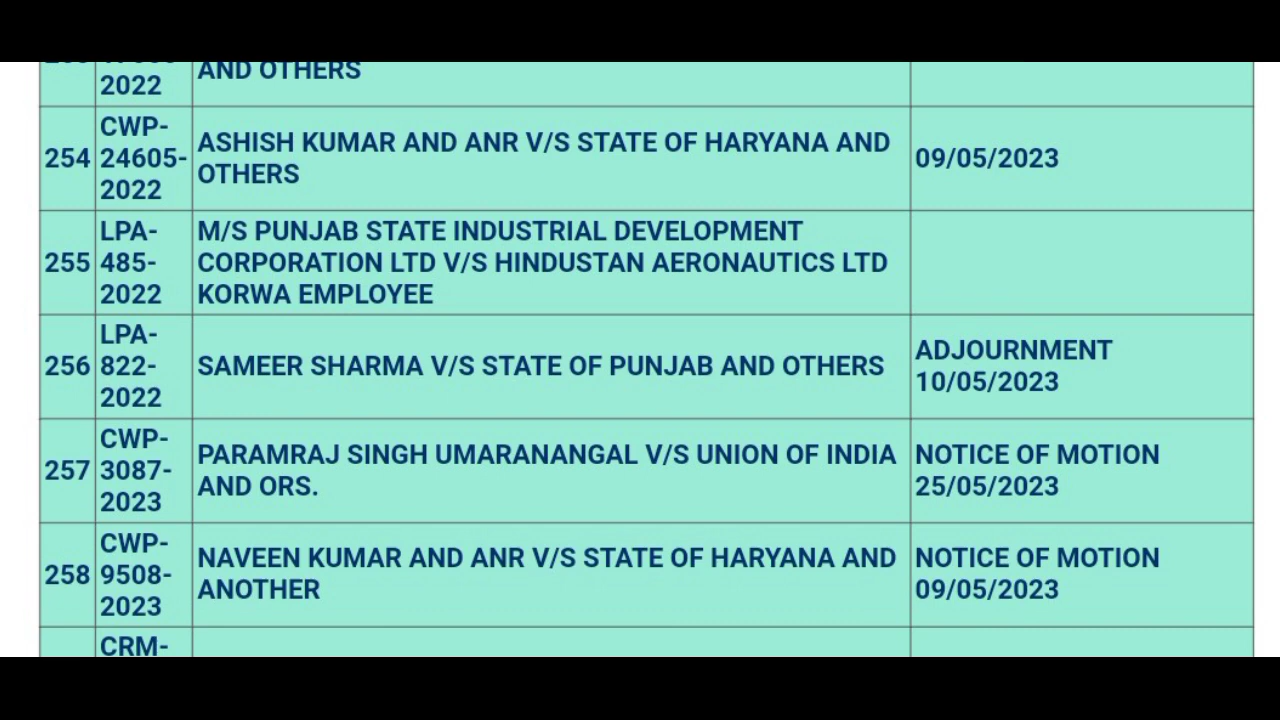 2022
AND OTHERS
254
CWP-
24605-
2022
ASHISH KUMAR AND ANR V/S STATE OF HARYANA AND
OTHERS
09/05/2023
255
LPA-
485-
2022
M/S PUNJAB STATE INDUSTRIAL DEVELOPMENT
CORPORATION LTD V/S HINDUSTAN AERONAUTICS LTD
KORWA EMPLOYEE
256
LPA-
822-
2022
SAMEER SHARMA V/S STATE OF PUNJAB AND OTHERS
ADJOURNMENT
10/05/2023
257
CWP-
3087-
2023
PARAMRAJ SINGH UMARANANGAL V/S UNION OF INDIA
AND ORS.
NOTICE OF MOTION
25/05/2023
258
CWP-
9508-
2023
NAVEEN KUMAR AND ANR V/S STATE OF HARYANA AND
ANOTHER
NOTICE OF MOTION
09/05/2023
CRM-